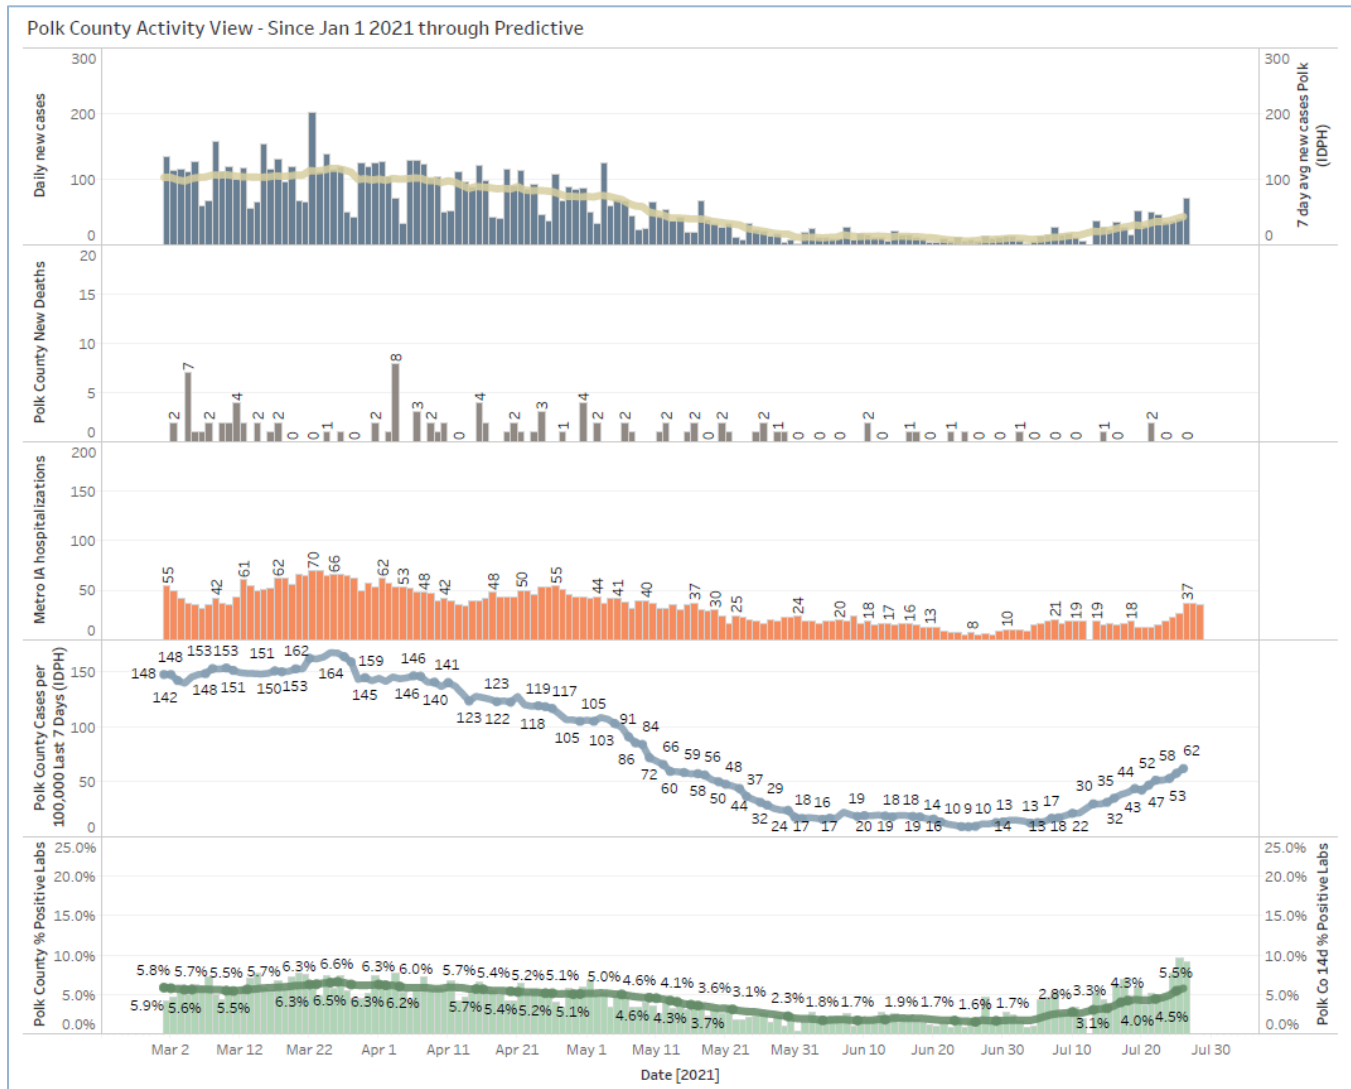 Polk County Activity View - Since Jan 1 2021 through Predictive
Daily new cases
300
200
100
0
300
200
100
0
7 day avg new cases Polk
(IDPH)
Polk County New Deaths
20
15
10
5
0
2 7 2 4 2 2 0 0 1 0 2 8 3 2 0 4 2 3 1 4 2 2 2 2 0 2 2 1 0 0 0 2 0 1 0 1 0 0 1 0 0 0 1 0 2 0 0
Metro IA hospitalizations
200
150
100
50
0
55 42 61 62 70 66 62 53 48 42 48 50 55 44 41 40 37 30 25 24 20 18 17 16 13 8 10 21 19 19 18 37
Polk County Cases per
100,000 Last 7 Days (IDPH)
150
100
50
0
148 153 153 151 162 159 146 141 123 119 117 105 91 84 66 59 56 48 37 29 18 16 19 18 18 14 10 9 10 13 13 17 30 35 44 52 58 62
148 142 148 151 150 153 164 145 146 140 123 122 118 105 103 86 72 60 58 50 44 32 24 17 17 20 19 19 16 14 13 18 22 32 43 47 53
Polk County % Positive Labs
25.0%
20.0%
15.0%
10.0%
5.0%
0.0%
5.8% 5.7% 5.5% 5.7% 6.3% 6.6% 6.3% 6.0% 5.7% 5.4% 5.2% 5.1% 5.0% 4.6% 4.1% 3.6% 3.1% 2.3% 1.8% 1.7% 1.9% 1.7% 1.6% 1.7% 2.8% 3.3% 4.3% 5.5%
5.9% 5.6% 5.5% 6.3% 6.5% 6.3% 6.2% 5.7% 5.4% 5.2% 5.1% 4.6% 4.3% 3.7% 3.1% 4.0% 4.5%
25.0%
20.0%
15.0%
10.0%
5.0%
0.0%
Polk Co 14d % Positive Labs
Mar 2 Mar 12 Mar 22 Apr 1 Apr 11 Apr 21 May 1 May 11 May 21 May 31 Jun 10 Jun 20 Jun 30 Jul 10 Jul 20 Jul 30
Date [2021]